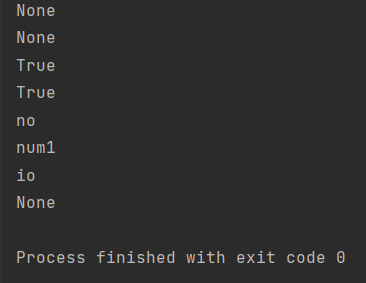 None
None
True
True
no
num1
io
None
Process finished with exit code 0